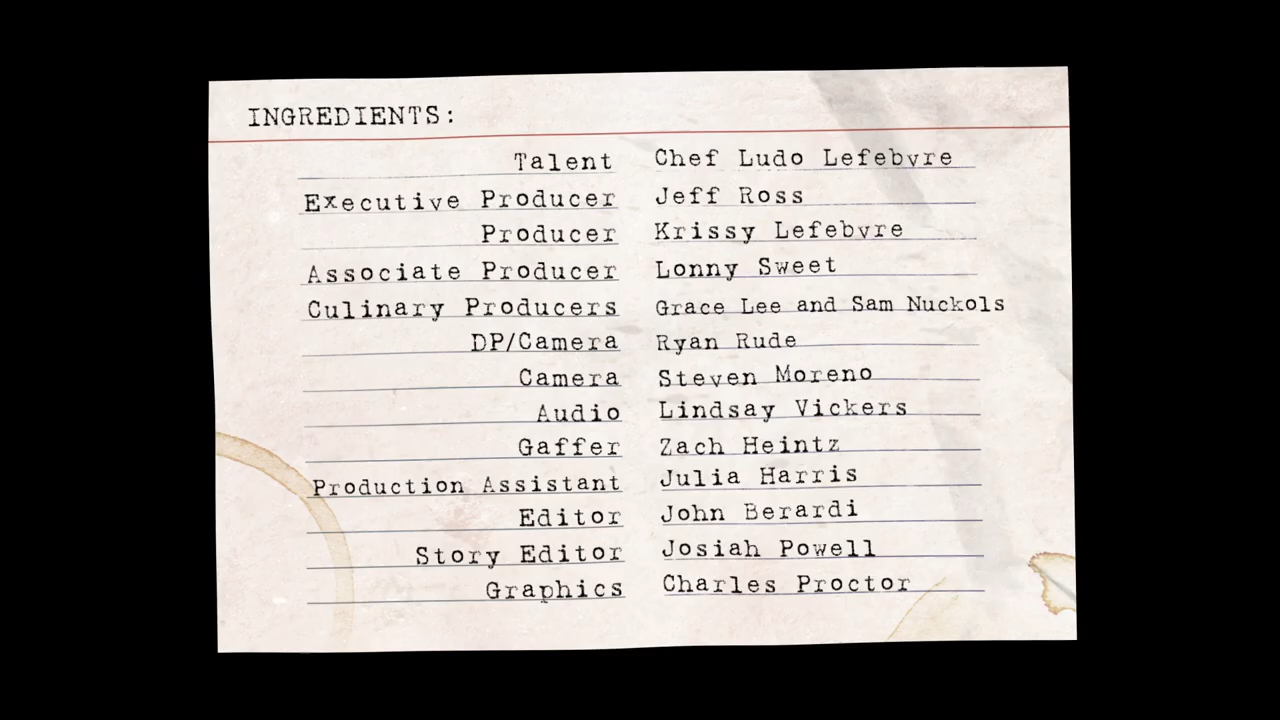 INGREDIENTS:
Talent Chef Ludo Lefebvre
Executive Producer Jeff Ross
Producer Krissy Lefebvre
Associate Producer Lonny Sweet
Culinary Producers Grace Lee and Sam Nuckols
DP/Camera Ryan Rude
Camera Steven Moreno
Audio Lindsay Vickers
Gaffer Zach Heintz
Production Assistant Julia Harris
Editor John Berardi
Story Editor Josiah Powell
Graphics Charles Proctor